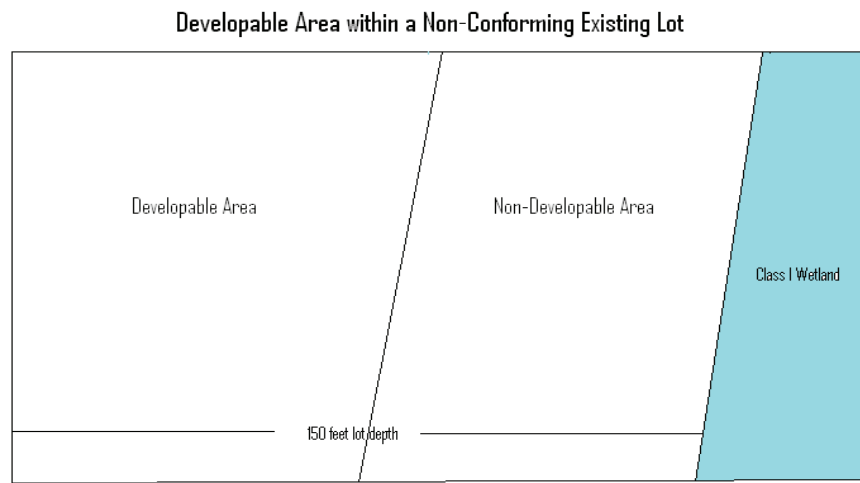 Developable Area within a Non-Conforming Existing Lot
Developable Area
Non-Developable Area
Class I Wetland
150 feet lot depth